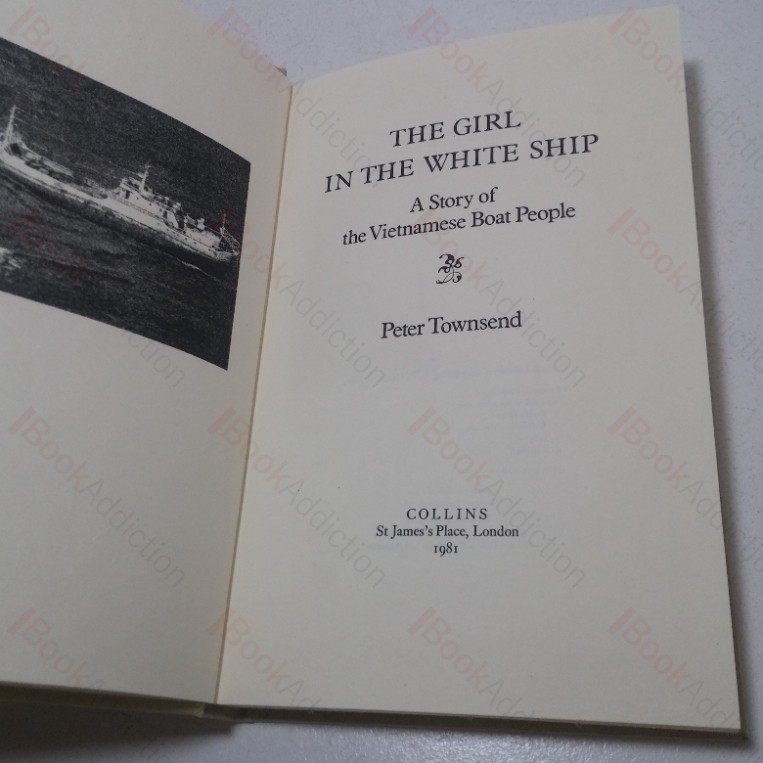 THE GIRL
IN THE WHITE SHIP
A Story of
the Vietnamese Boat People
Peter Townsend
COLLINS
St James's Place, London
1981
BookAddiction